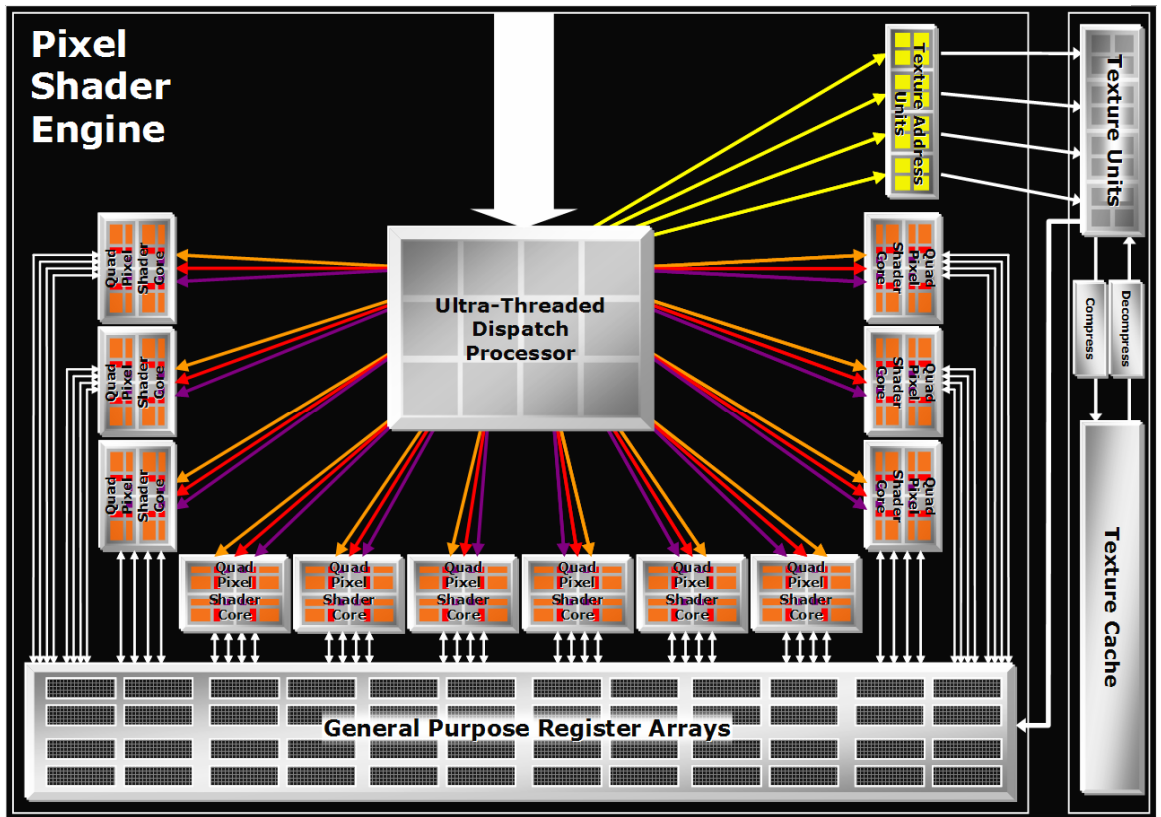 Pixel
Shader
Engine
Texture Address
Units
Texture Units
Ultra-Threaded
Dispatch
Processor
Quad
Pixel
Shader
Core
Quad
Pixel
Shader
Core
Quad
Pixel
Shader
Core
Quad
Pixel
Shader
Core
Quad
Pixel
Shader
Core
Quad
Pixel
Shader
Core
Compress
Decompress
Quad
Pixel
Shader
Core
Quad
Pixel
Shader
Core
Quad
Pixel
Shader
Core
Quad
Pixel
Shader
Core
Quad
Pixel
Shader
Core
Quad
Pixel
Shader
Core
Texture Cache
General Purpose Register Arrays